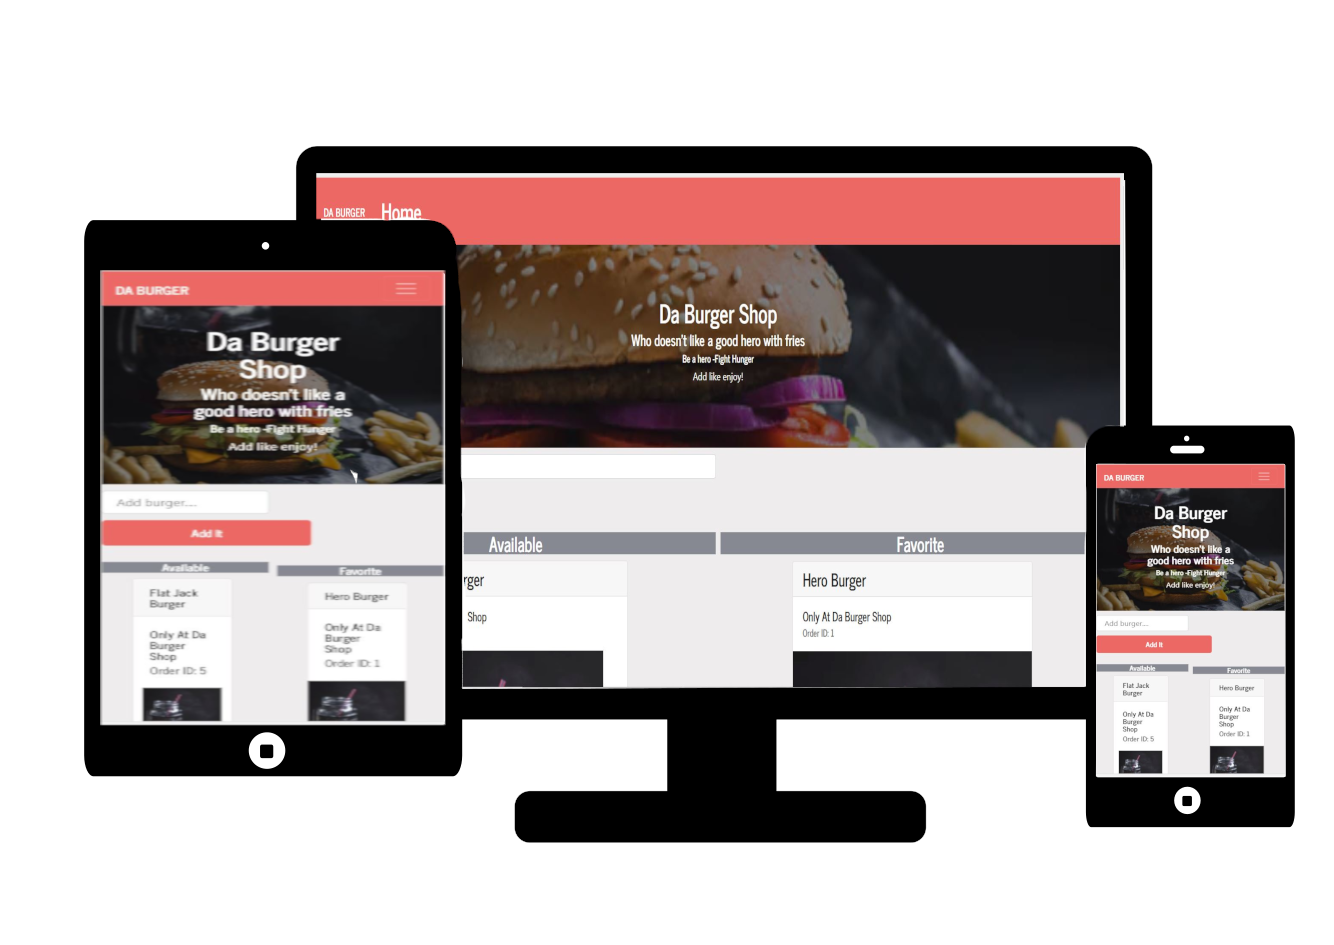 DA BURGER Home
Da Burger Shop
Who doesn't like a good hero with fries
Be a hero -Fight Hunger
Add like enjoy!
Available Favorite
rger
Shop
Hero Burger
Only At Da Burger Shop
Order ID: 1
DA BURGER
Da Burger
Shop
Who doesn't like a
good hero with fries
Be a hero -Fight Hunger
Add like enjoy!
Add burger....
Add It
Available
Favorite
Flat Jack
Burger
Only At Da
Burger
Shop
Order ID: 5
Hero Burger
Only At Da
Burger
Shop
Order ID: 1
DA BURGER
Da Burger
Shop
Who doesn't like a
good hero with fries
Be a hero -Fight Hunger
Add like enjoy!
Add burger....
Add It
Available
Favorite
Flat Jack
Burger
Only At Da
Burger
Shop
Order ID: 5
Hero Burger
Only At Da
Burger
Shop
Order ID: 1